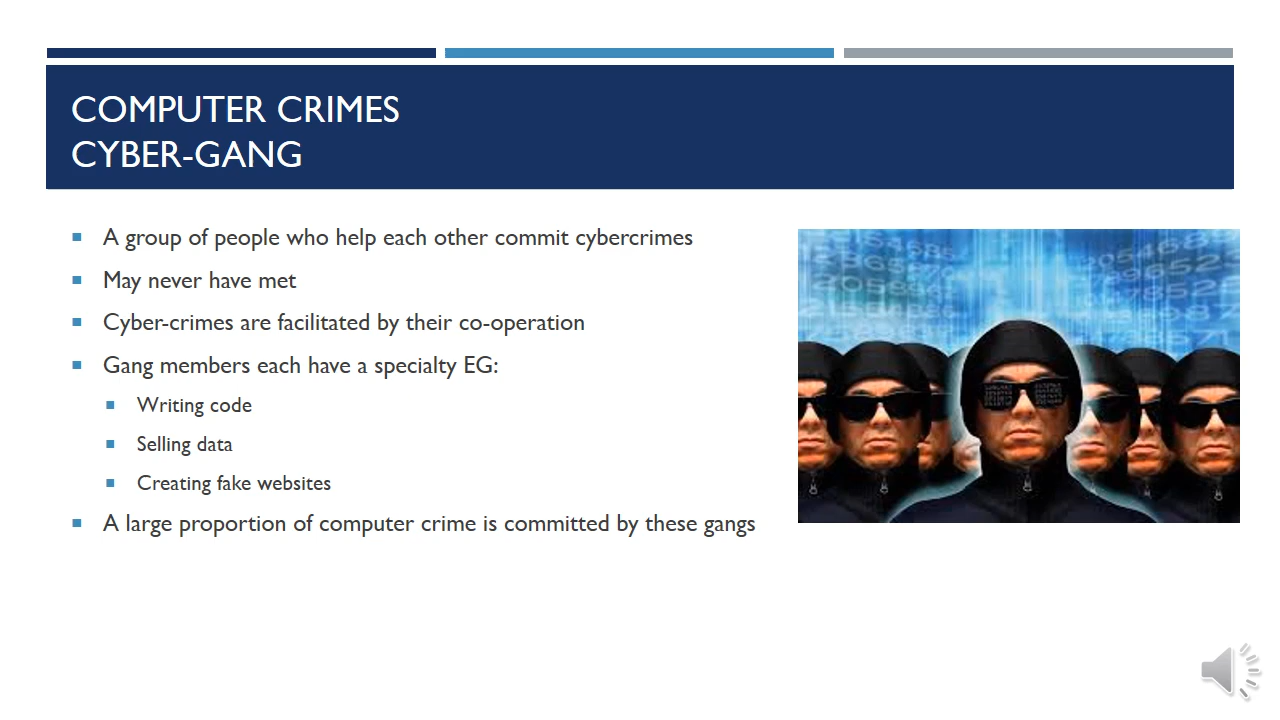 COMPUTER CRIMES
CYBER-GANG
A group of people who help each other commit cybercrimes
May never have met
Cyber-crimes are facilitated by their co-operation
Gang members each have a specialty EG:
Writing code
Selling data
Creating fake websites
A large proportion of computer crime is committed by these gangs